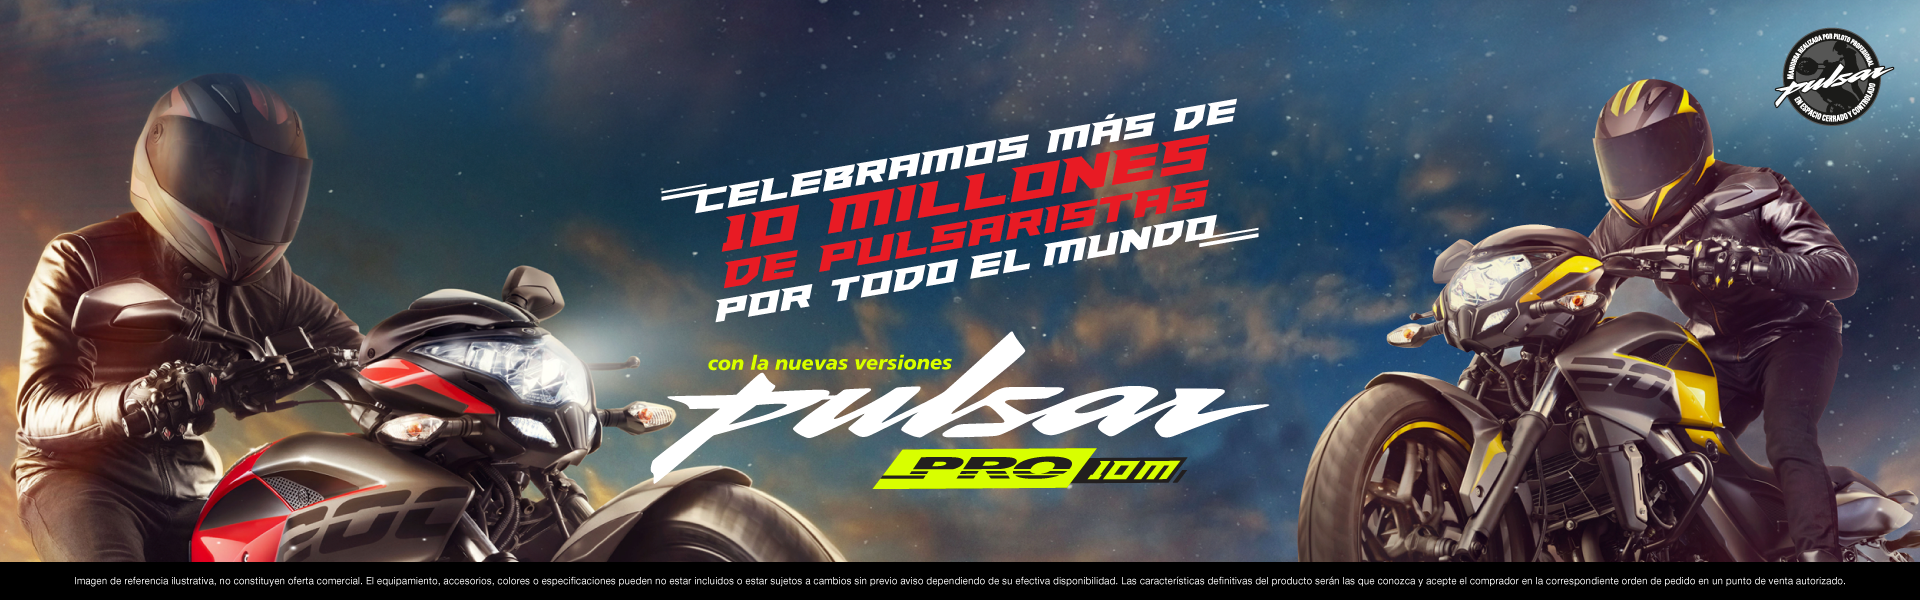 MANIOBRA REALIZADA POR PILOTO PROFESIONAL
pulsar
EN ESPACIO CERRADO Y CONTROLADO
CELEBRAMOS MÁS DE
10 MILLONES
DE PULSARISTAS
POR TODO EL MUNDO
con la nuevas versiones
pulsar
PRO 10M
200
200
Imagen de referencia ilustrativa, no constituyen oferta comercial. El equipamiento, accesorios, colores o especificaciones pueden no estar incluidos o estar sujetos a cambios sin previo aviso dependiendo de su efectiva disponibilidad. Las características definitivas del producto serán las que conozca y acepte el comprador en la correspondiente orden de pedido en un punto de venta autorizado.